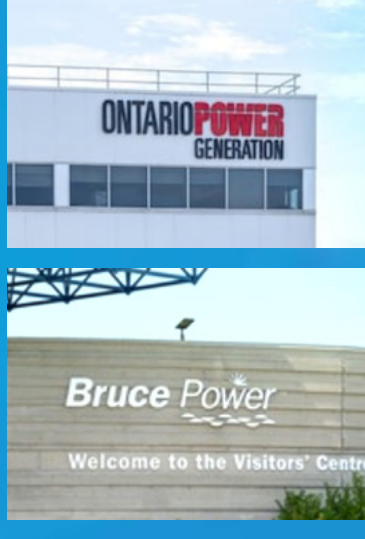 ONTARIOPOWER
GENERATION
Bruce Power
Welcome to the Visitors' Centre